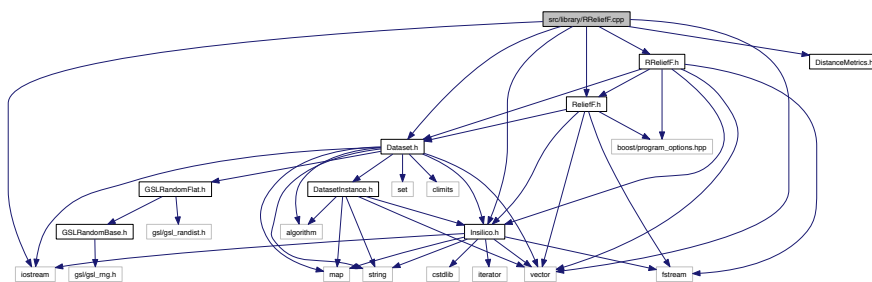 src/library/RReliefF.cpp
RReliefF.h
DistanceMetrics.h
ReliefF.h
Dataset.h
boost/program_options.hpp
GSLRandomFlat.h
DatasetInstance.h
set
climits
GSLRandomBase.h
gsl/gsl_randist.h
algorithm
Insilico.h
iostream
gsl/gsl_rng.h
map
string
cstdlib
iterator
vector
fstream